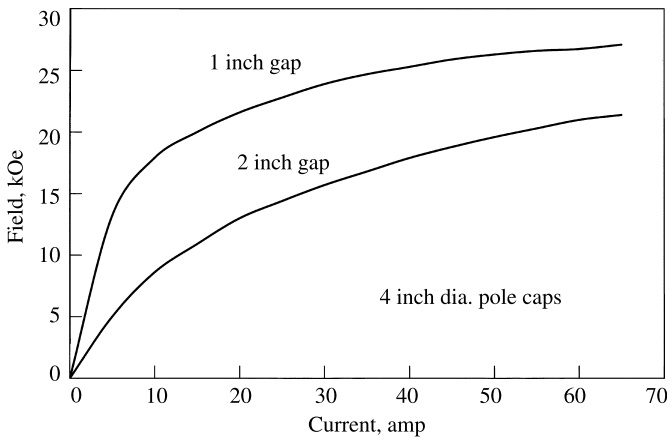 30
25
20
15
10
5
0
Field, kOe
1 inch gap
2 inch gap
4 inch dia. pole caps
0 10 20 30 40 50 60 70
Current, amp